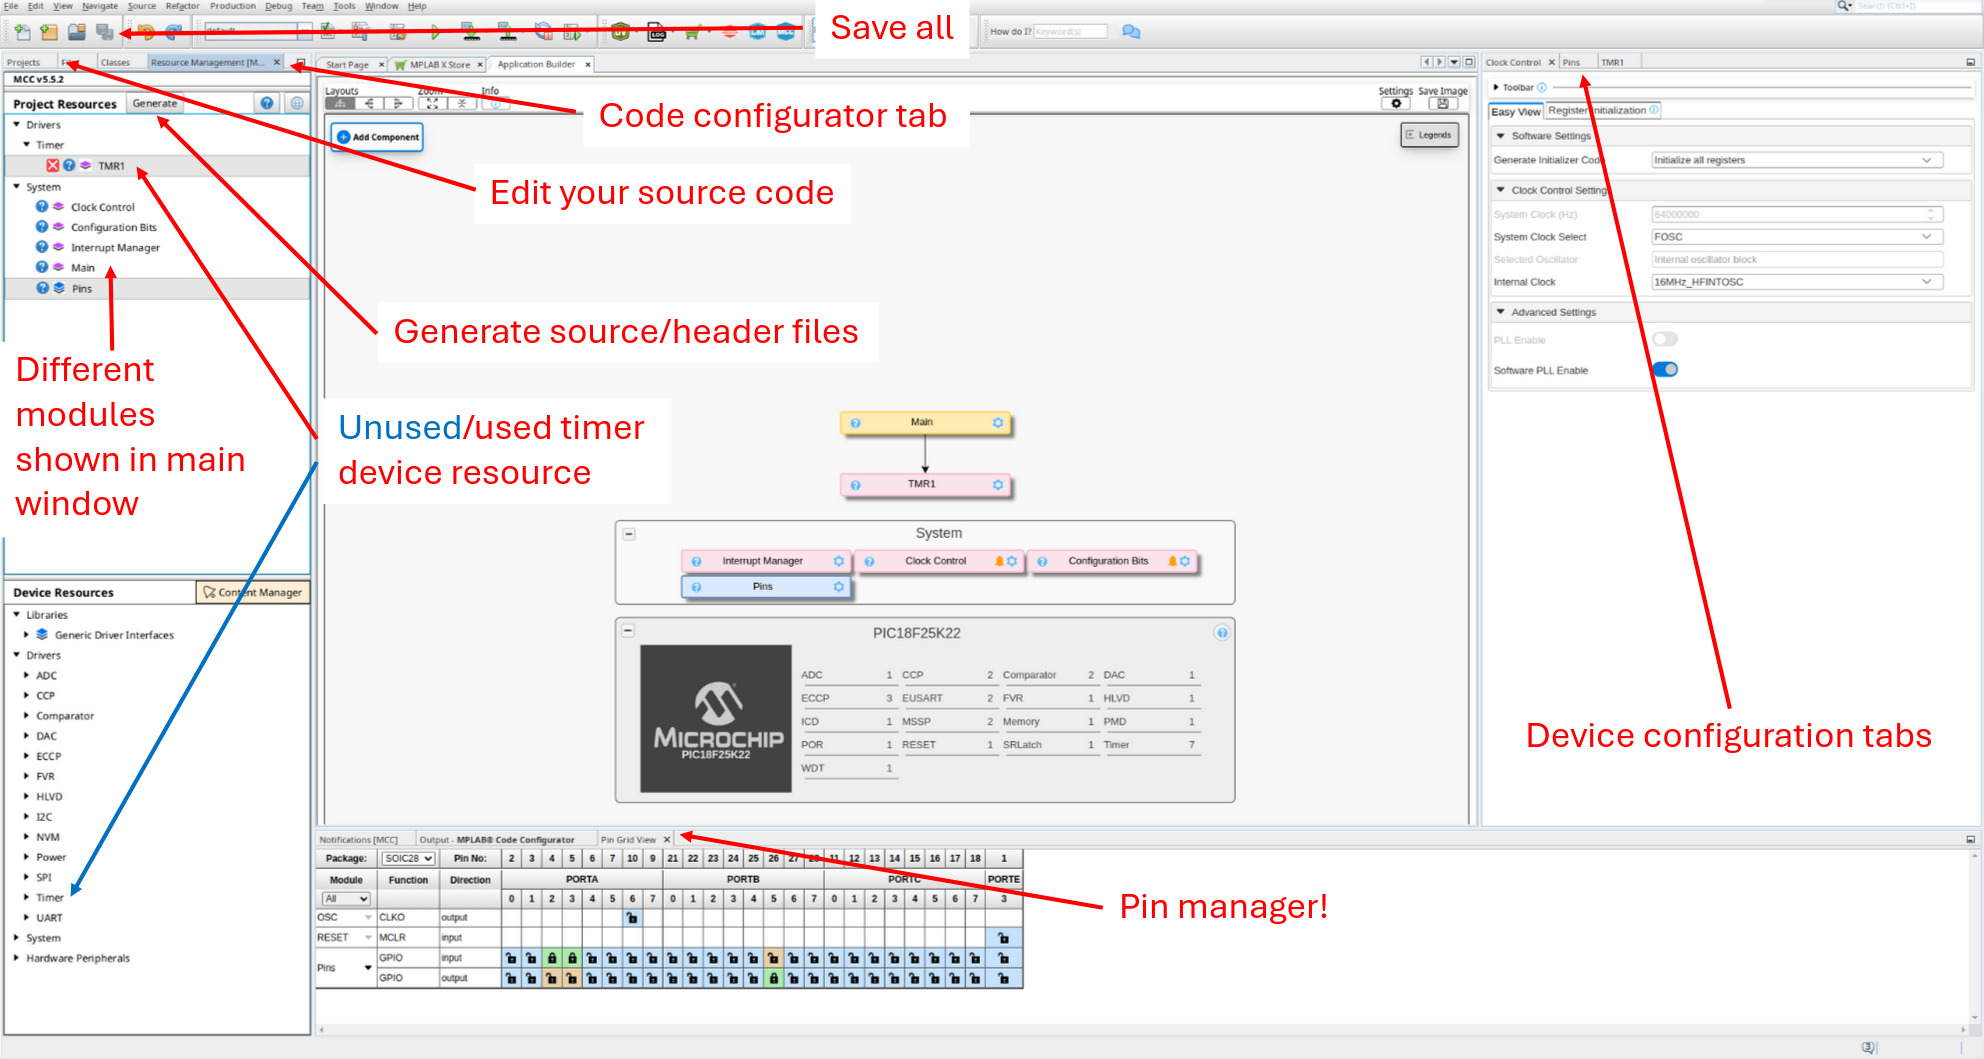 File Edit View Navigate Source Refactor Production Debug Team Tools Window Help
Search (Ctrl+I)
default
Save all
How do I? Keyword(s)
Projects Classes Resource Management [M...
Start Page MPLAB X Store Application Builder
Clock Control Pins TMR1
MCC v5.5.2
Project Resources Generate
Drivers
Timer
TMR1
System
Clock Control
Configuration Bits
Interrupt Manager
Main
Pins
Layouts Zoom Info
Settings Save Image
Add Component
Legends
Code configurator tab
Edit your source code
Generate source/header files
Different
modules
shown in main
window
Unused/used timer
device resource
Main
TMR1
System
Interrupt Manager Clock Control Configuration Bits
Pins
PIC18F25K22
MICROCHIP
PIC18F25K22
ADC 1 CCP 2 Comparator 2 DAC 1
ECCP 3 EUSART 2 FVR 1 HLVD 1
ICD 1 MSSP 2 Memory 1 PMD 1
POR 1 RESET 1 SRLatch 1 Timer 7
WDT 1
Toolbar
Easy View Register Initialization
Software Settings
Generate Initializer Code Initialize all registers
Clock Control Settings
System Clock (Hz) 64000000
System Clock Select FOSC
Selected Oscillator Internal oscillator block
Internal Clock 16MHz_HFINTOSC
Advanced Settings
PLL Enable
Software PLL Enable
Device configuration tabs
Device Resources Content Manager
Libraries
Generic Driver Interfaces
Drivers
ADC
CCP
Comparator
DAC
ECCP
FVR
HLVD
I2C
NVM
Power
SPI
Timer
UART
System
Hardware Peripherals
Notifications [MCC] Output - MPLAB® Code Configurator Pin Grid View
Package: SOIC28 Pin No: 2 3 4 5 6 7 10 9 21 22 23 24 25 26 27 28 11 12 13 14 15 16 17 18 1
Module Function Direction PORTA PORTB PORTC PORTE
All 0 1 2 3 4 5 6 7 0 1 2 3 4 5 6 7 0 1 2 3 4 5 6 7 3
OSC CLKO output
RESET MCLR input
Pins
GPIO input
GPIO output
Pin manager!